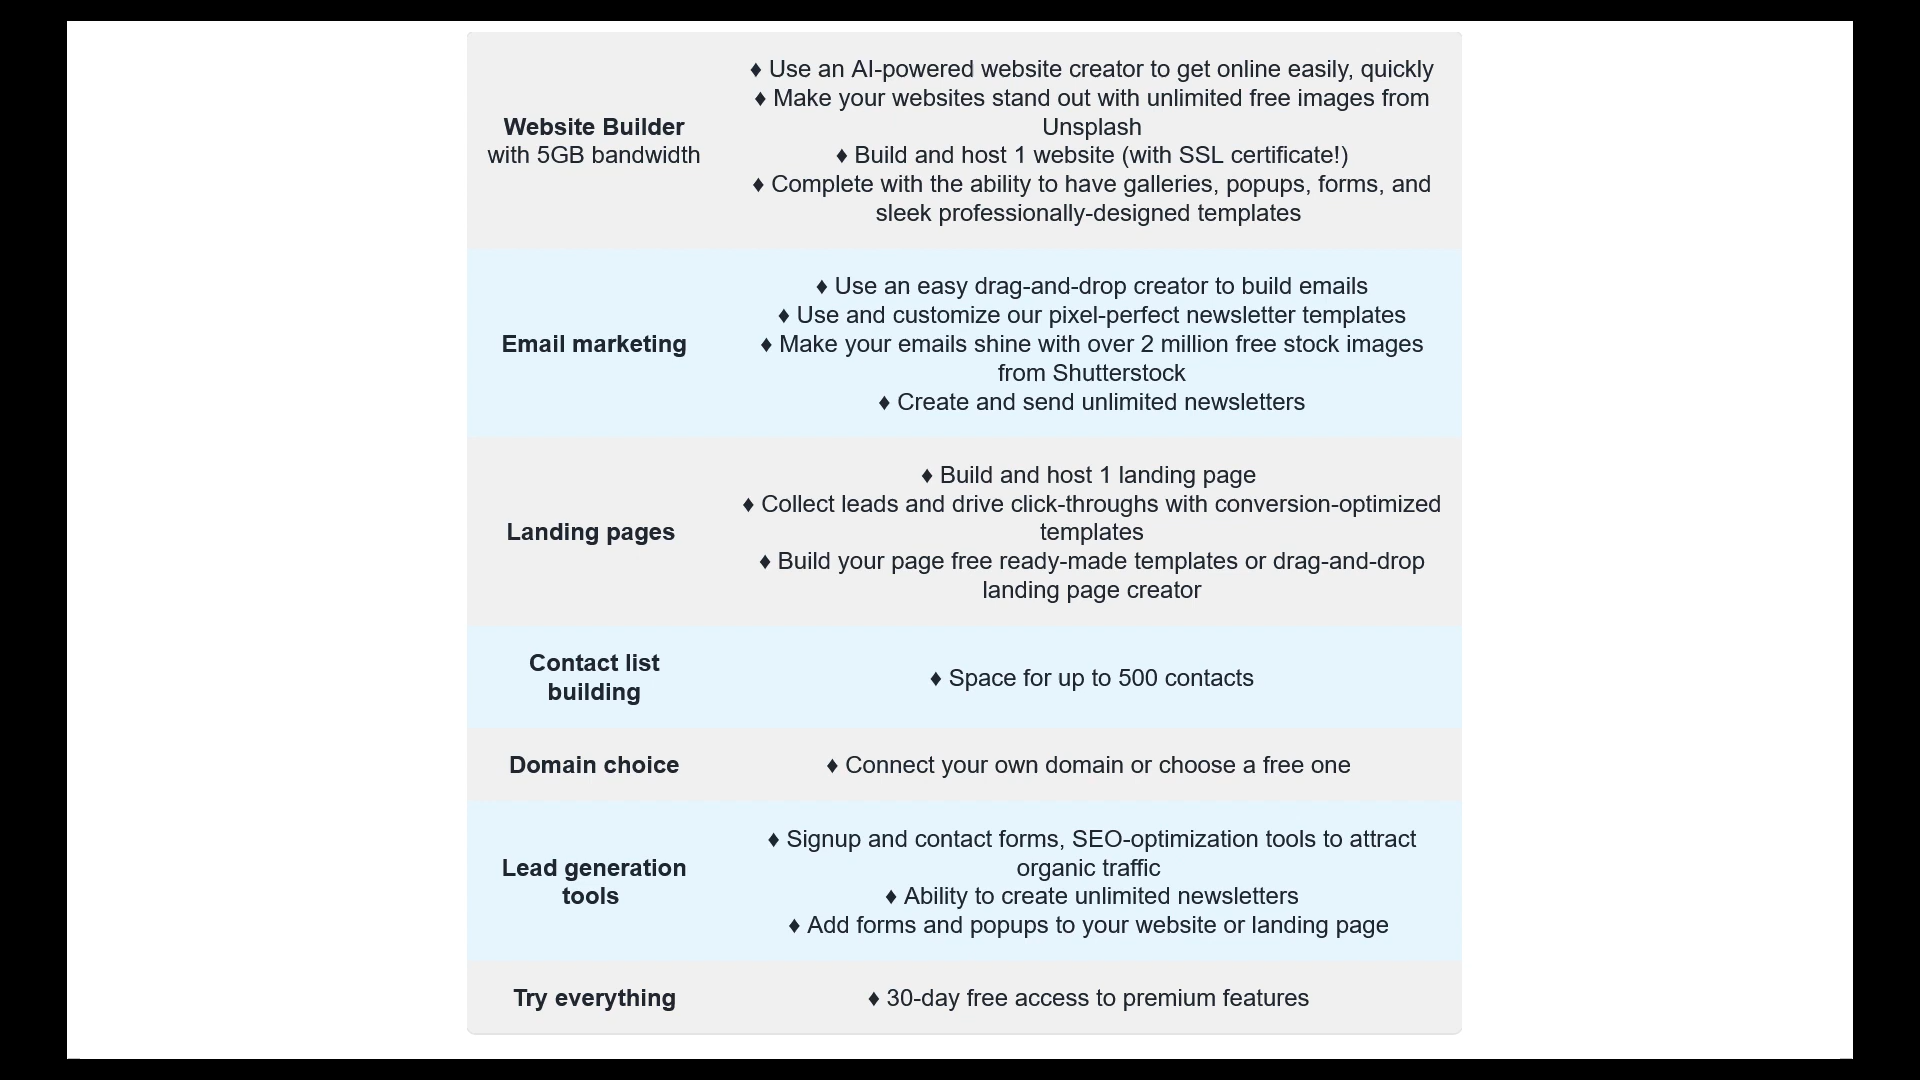 Website Builder
with 5GB bandwidth
♦ Use an AI-powered website creator to get online easily, quickly
♦ Make your websites stand out with unlimited free images from
Unsplash
♦ Build and host 1 website (with SSL certificate!)
♦ Complete with the ability to have galleries, popups, forms, and
sleek professionally-designed templates
Email marketing
♦ Use an easy drag-and-drop creator to build emails
♦ Use and customize our pixel-perfect newsletter templates
♦ Make your emails shine with over 2 million free stock images
from Shutterstock
♦ Create and send unlimited newsletters
Landing pages
♦ Build and host 1 landing page
♦ Collect leads and drive click-throughs with conversion-optimized
templates
♦ Build your page free ready-made templates or drag-and-drop
landing page creator
Contact list
building
♦ Space for up to 500 contacts
Domain choice
♦ Connect your own domain or choose a free one
Lead generation
tools
♦ Signup and contact forms, SEO-optimization tools to attract
organic traffic
♦ Ability to create unlimited newsletters
♦ Add forms and popups to your website or landing page
Try everything
♦ 30-day free access to premium features